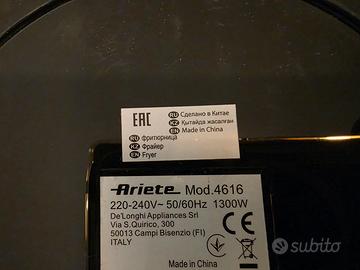 EAC
RU Сделано в Китае
KZ Қытайда жасалған
EN Made in China
RU фритюрница
KZ Фрайер
EN Fryer
Ariete Mod.4616
220-240V~ 50/60Hz 1300W
De'Longhi Appliances Srl
Via S.Quirico, 300
50013 Campi Bisenzio (FI)
ITALY
CE
Made in China
subito